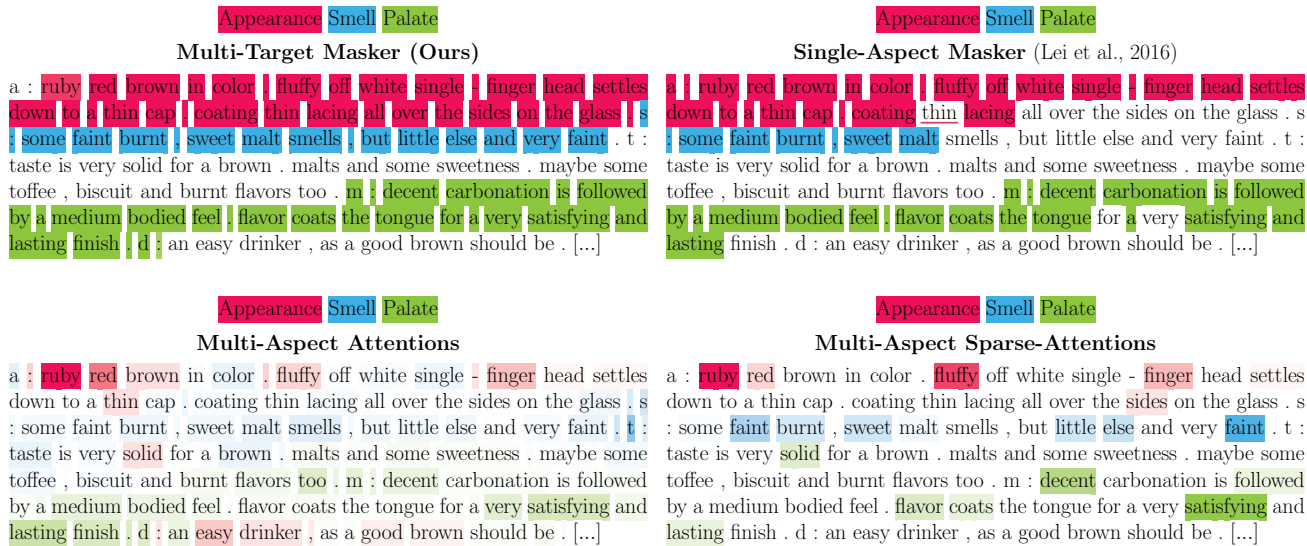 Appearance Smell Palate
Multi-Target Masker (Ours)
a : ruby red brown in color . fluffy off white single - finger head settles
down to a thin cap . coating thin lacing all over the sides on the glass . s
: some faint burnt , sweet malt smells , but little else and very faint . t :
taste is very solid for a brown . malts and some sweetness . maybe some
toffee , biscuit and burnt flavors too . m : decent carbonation is followed
by a medium bodied feel . flavor coats the tongue for a very satisfying and
lasting finish . d : an easy drinker , as a good brown should be . [...]
Appearance Smell Palate
Single-Aspect Masker (Lei et al., 2016)
a : ruby red brown in color . fluffy off white single - finger head settles
down to a thin cap . coating thin lacing all over the sides on the glass . s
: some faint burnt , sweet malt smells , but little else and very faint . t :
taste is very solid for a brown . malts and some sweetness . maybe some
toffee , biscuit and burnt flavors too . m : decent carbonation is followed
by a medium bodied feel . flavor coats the tongue for a very satisfying and
lasting finish . d : an easy drinker , as a good brown should be . [...]
Appearance Smell Palate
Multi-Aspect Attentions
a : ruby red brown in color . fluffy off white single - finger head settles
down to a thin cap . coating thin lacing all over the sides on the glass . s
: some faint burnt , sweet malt smells , but little else and very faint . t :
taste is very solid for a brown . malts and some sweetness . maybe some
toffee , biscuit and burnt flavors too . m : decent carbonation is followed
by a medium bodied feel . flavor coats the tongue for a very satisfying and
lasting finish . d : an easy drinker , as a good brown should be . [...]
Appearance Smell Palate
Multi-Aspect Sparse-Attentions
a : ruby red brown in color . fluffy off white single - finger head settles
down to a thin cap . coating thin lacing all over the sides on the glass . s
: some faint burnt , sweet malt smells , but little else and very faint . t :
taste is very solid for a brown . malts and some sweetness . maybe some
toffee , biscuit and burnt flavors too . m : decent carbonation is followed
by a medium bodied feel . flavor coats the tongue for a very satisfying and
lasting finish . d : an easy drinker , as a good brown should be . [...]